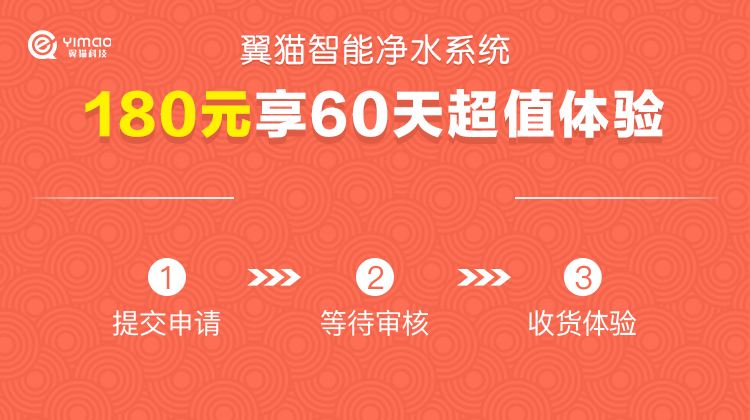 YIMAO
翼猫科技
翼猫智能净水系统
180元享60天超值体验
1
2
3
提交申请
等待审核
收货体验